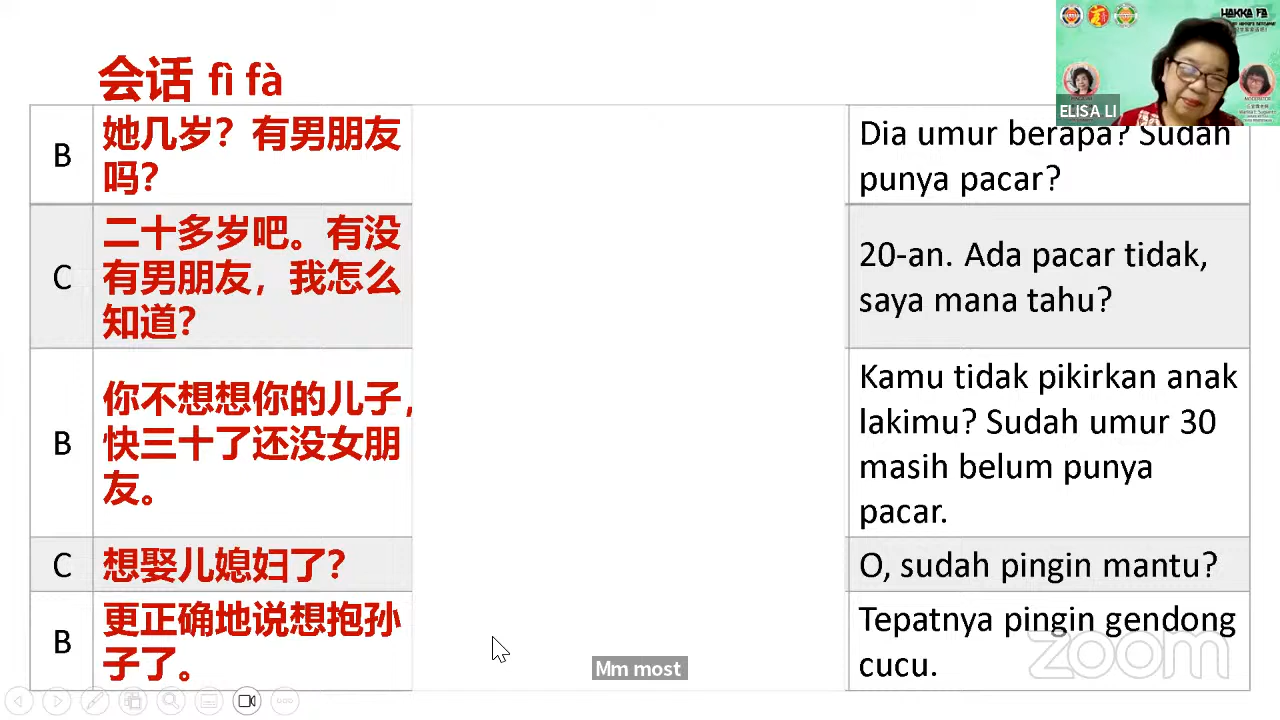 会话 fì fà
HAKKA FA
ELISA LI
MODERATOR
B
她几岁？有男朋友
吗？
Dia umur berapa? Sudah
punya pacar?
C
二十多岁吧。有没
有男朋友，我怎么
知道？
20-an. Ada pacar tidak,
saya mana tahu?
B
你不想想你的儿子，
快三十了还没女朋
友。
Kamu tidak pikirkan anak
lakimu? Sudah umur 30
masih belum punya
pacar.
C
想娶儿媳妇了？
O, sudah pingin mantu?
B
更正确地说想抱孙
子了。
Tepatnya pingin gendong
cucu.
zoom
Mm most